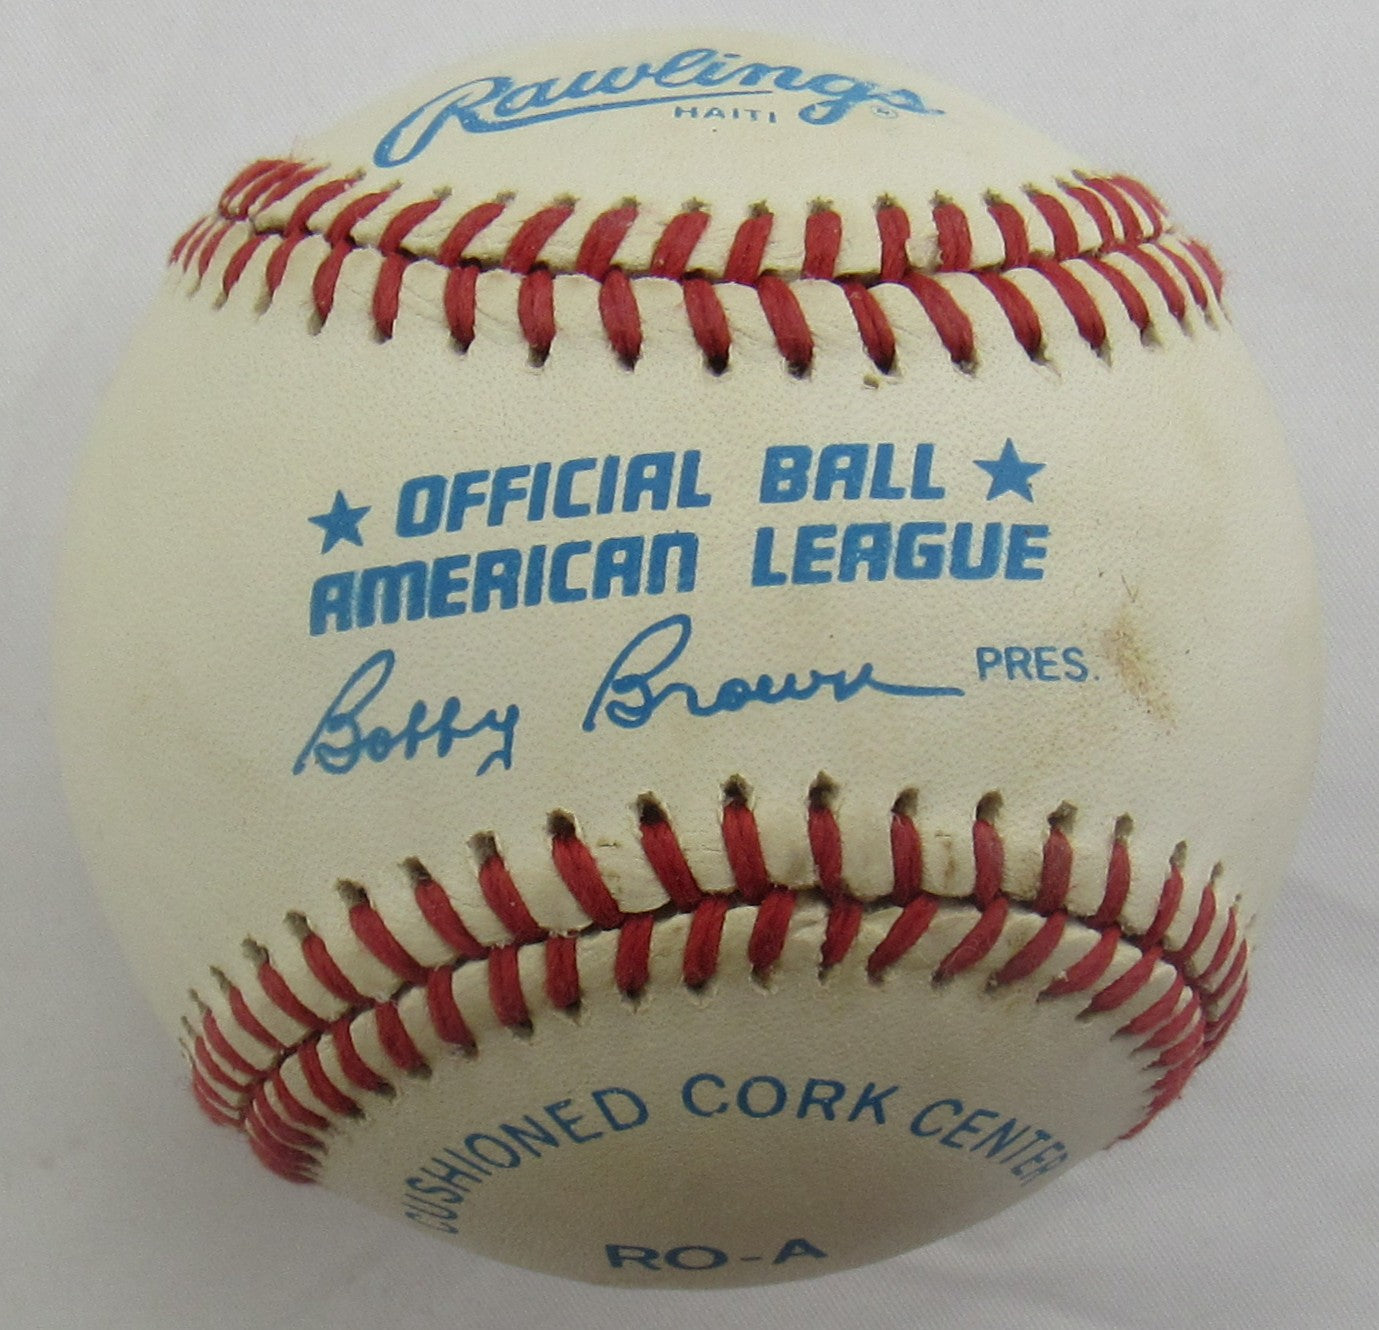 Rawlings ®
HAITI
★ OFFICIAL BALL ★
AMERICAN LEAGUE
Bobby Brown PRES.
CUSHIONED CORK CENTER
RO-A